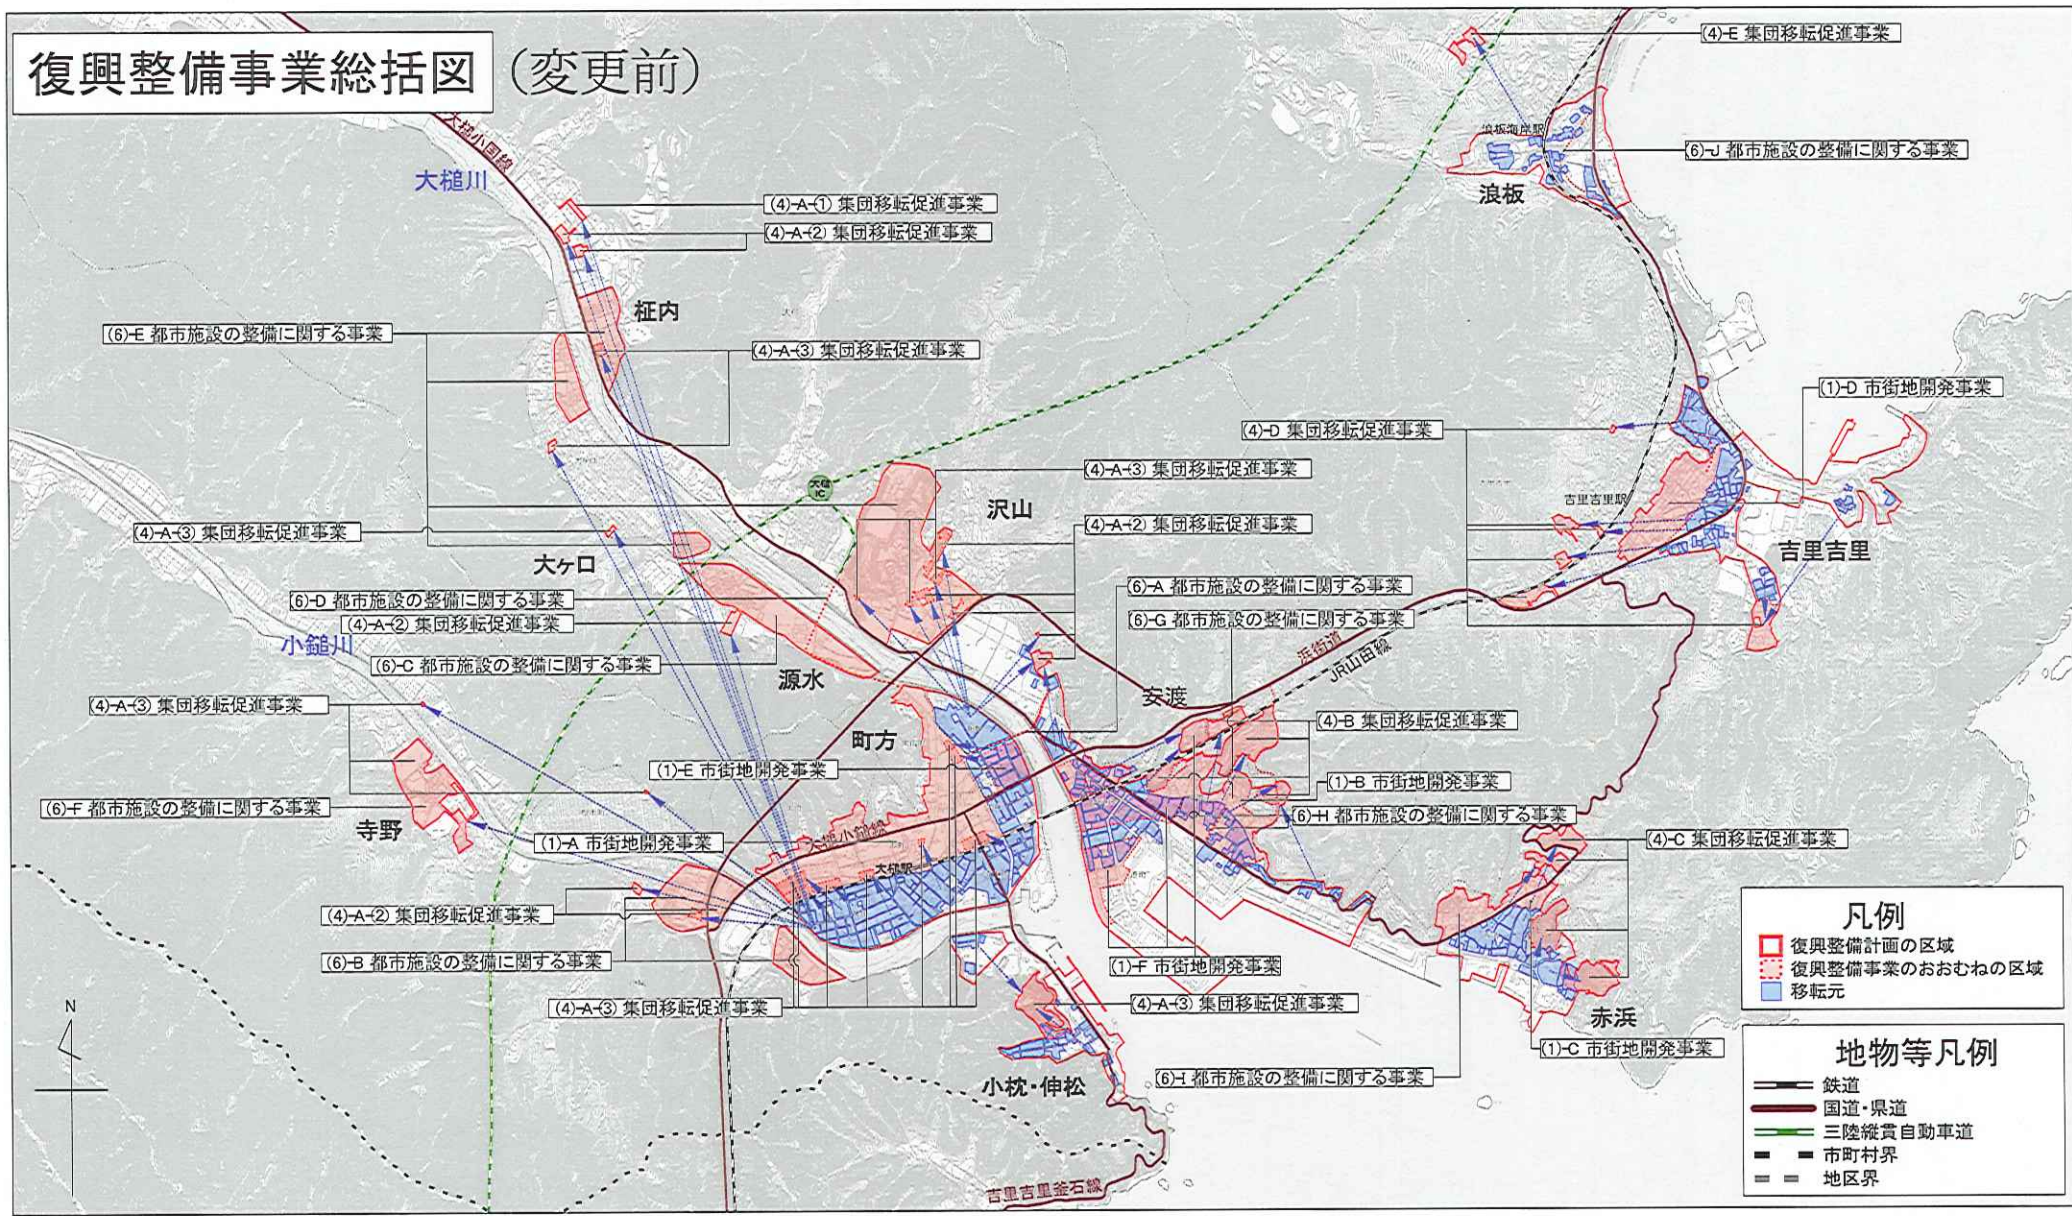 復興整備事業総括図（変更前）
(4)-E 集団移転促進事業
大槌小国線
浪板海岸駅
(6)-J 都市施設の整備に関する事業
大槌川
浪板
(4)-A-(1) 集団移転促進事業
(4)-A-(2) 集団移転促進事業
柾内
(6)-E 都市施設の整備に関する事業
(4)-A-(3) 集団移転促進事業
(1)-D 市街地開発事業
(4)-D 集団移転促進事業
(4)-A-(3) 集団移転促進事業
大槌
IC
吉里吉里駅
沢山
(4)-A-(2) 集団移転促進事業
(4)-A-(3) 集団移転促進事業
吉里吉里
大ヶ口
(6)-A 都市施設の整備に関する事業
(6)-D 都市施設の整備に関する事業
(6)-G 都市施設の整備に関する事業
(4)-A-(2) 集団移転促進事業
小鎚川
浜街道
JR山田線
(6)-C 都市施設の整備に関する事業
源水
安渡
(4)-A-(3) 集団移転促進事業
(4)-B 集団移転促進事業
町方
(1)-E 市街地開発事業
(1)-B 市街地開発事業
(6)-F 都市施設の整備に関する事業
(6)-H 都市施設の整備に関する事業
寺野
大槌小鎚線
(1)-A 市街地開発事業
(4)-C 集団移転促進事業
大槌駅
(4)-A-(2) 集団移転促進事業
(6)-B 都市施設の整備に関する事業
(1)-F 市街地開発事業
(4)-A-(3) 集団移転促進事業
(4)-A-(3) 集団移転促進事業
赤浜
(1)-C 市街地開発事業
(6)-I 都市施設の整備に関する事業
小枕・伸松
吉里吉里釜石線
N
凡例
復興整備計画の区域
復興整備事業のおおむねの区域
移転元
地物等凡例
鉄道
国道・県道
三陸縦貫自動車道
市町村界
地区界